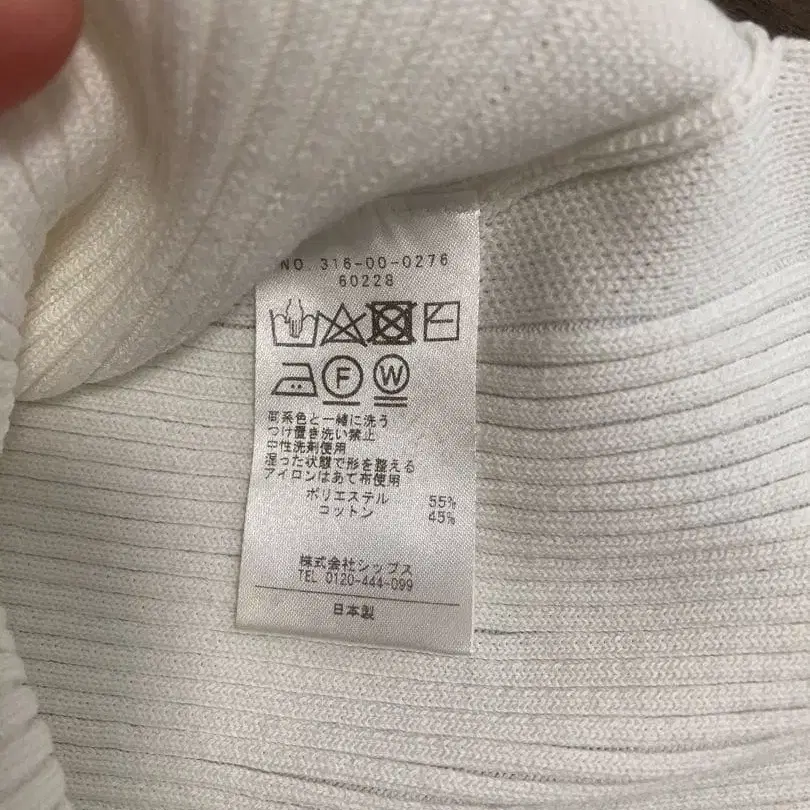 NO. 316-00-0276
60228
F W
同系色と一緒に洗う
つけ置き洗い禁止
中性洗剤使用
湿った状態で形を整える
アイロンはあて布使用
ポリエステル 55%
コットン 45%
株式会社シップス
TEL 0120-444-099
日本製